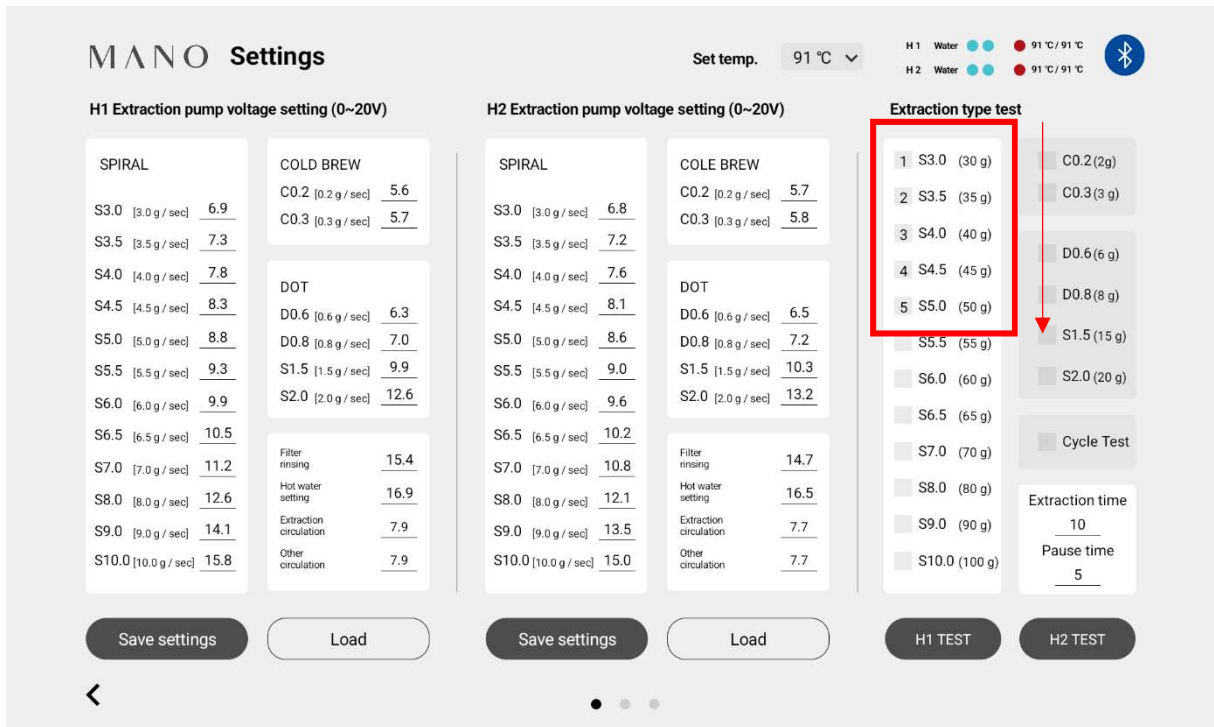 MANO Settings
Set temp. 91 ℃
H 1 Water 91 ℃ / 91 ℃
H 2 Water 91 ℃ / 91 ℃
H1 Extraction pump voltage setting (0~20V)
SPIRAL
S3.0 [3.0 g / sec] 6.9
S3.5 [3.5 g / sec] 7.3
S4.0 [4.0 g / sec] 7.8
S4.5 [4.5 g / sec] 8.3
S5.0 [5.0 g / sec] 8.8
S5.5 [5.5 g / sec] 9.3
S6.0 [6.0 g / sec] 9.9
S6.5 [6.5 g / sec] 10.5
S7.0 [7.0 g / sec] 11.2
S8.0 [8.0 g / sec] 12.6
S9.0 [9.0 g / sec] 14.1
S10.0 [10.0 g / sec] 15.8
COLD BREW
C0.2 [0.2 g / sec] 5.6
C0.3 [0.3 g / sec] 5.7
DOT
D0.6 [0.6 g / sec] 6.3
D0.8 [0.8 g / sec] 7.0
S1.5 [1.5 g / sec] 9.9
S2.0 [2.0 g / sec] 12.6
Filter
rinsing 15.4
Hot water
setting 16.9
Extraction
circulation 7.9
Other
circulation 7.9
Save settings
Load
H2 Extraction pump voltage setting (0~20V)
SPIRAL
S3.0 [3.0 g / sec] 6.8
S3.5 [3.5 g / sec] 7.2
S4.0 [4.0 g / sec] 7.6
S4.5 [4.5 g / sec] 8.1
S5.0 [5.0 g / sec] 8.6
S5.5 [5.5 g / sec] 9.0
S6.0 [6.0 g / sec] 9.6
S6.5 [6.5 g / sec] 10.2
S7.0 [7.0 g / sec] 10.8
S8.0 [8.0 g / sec] 12.1
S9.0 [9.0 g / sec] 13.5
S10.0 [10.0 g / sec] 15.0
COLE BREW
C0.2 [0.2 g / sec] 5.7
C0.3 [0.3 g / sec] 5.8
DOT
D0.6 [0.6 g / sec] 6.5
D0.8 [0.8 g / sec] 7.2
S1.5 [1.5 g / sec] 10.3
S2.0 [2.0 g / sec] 13.2
Filter
rinsing 14.7
Hot water
setting 16.5
Extraction
circulation 7.7
Other
circulation 7.7
Save settings
Load
Extraction type test
1 S3.0 (30 g)
2 S3.5 (35 g)
3 S4.0 (40 g)
4 S4.5 (45 g)
5 S5.0 (50 g)
S5.5 (55 g)
S6.0 (60 g)
S6.5 (65 g)
S7.0 (70 g)
S8.0 (80 g)
S9.0 (90 g)
S10.0 (100 g)
C0.2 (2g)
C0.3 (3 g)
D0.6 (6 g)
D0.8 (8 g)
S1.5 (15 g)
S2.0 (20 g)
Cycle Test
Extraction time
10
Pause time
5
H1 TEST
H2 TEST